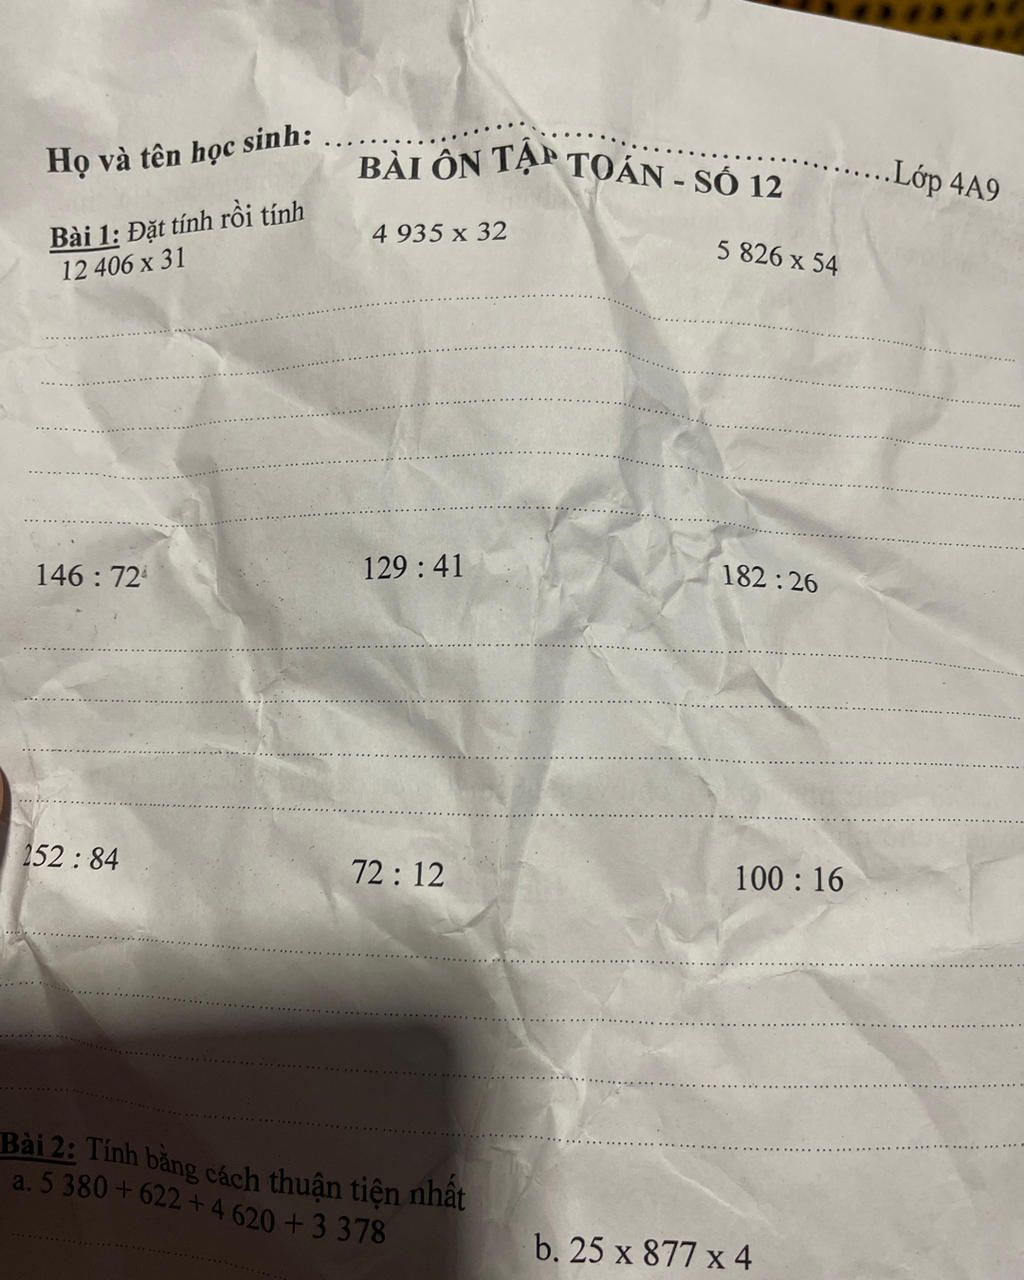 Họ và tên học sinh: ................................................Lớp 4A9
BÀI ÔN TẬP TOÁN - SỐ 12
Bài 1: Đặt tính rồi tính
12 406 x 31 4 935 x 32 5 826 x 54
146 : 72 129 : 41 182 : 26
252 : 84 72 : 12 100 : 16
Bài 2: Tính bằng cách thuận tiện nhất
a. 5 380 + 622 + 4 620 + 3 378 b. 25 x 877 x 4